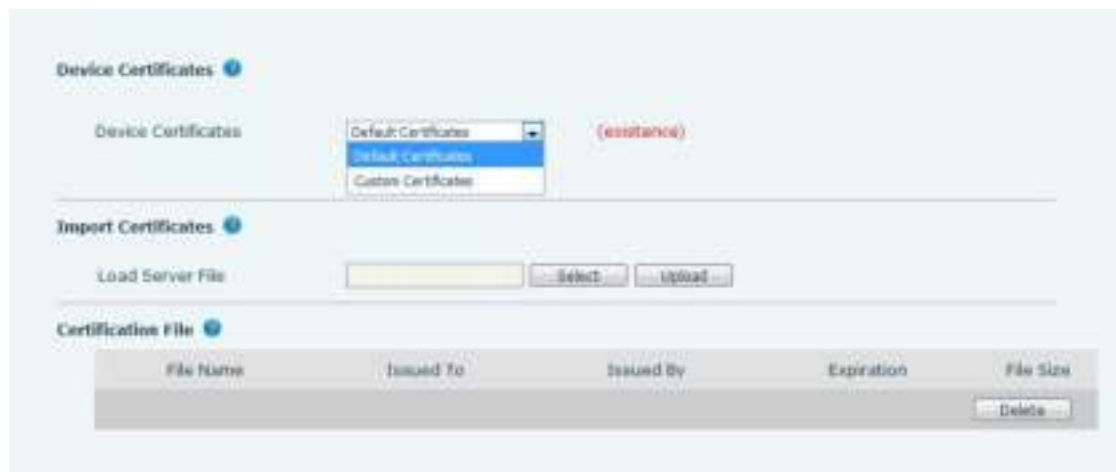 Device Certificates
Device Certificates Default Certificates (existance)
Default Certificates
Custom Certificates
Import Certificates
Load Server File Select Upload
Certification File
File Name Issued To Issued By Expiration File Size
Delete